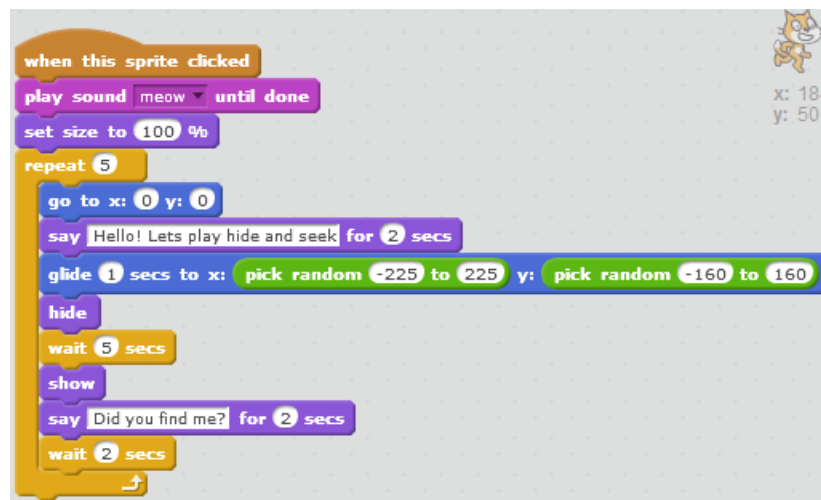 when this sprite clicked
play sound meow until done
x: 18
set size to 100 %
y: 50
repeat 5
go to x: 0 y: 0
say Hello! Lets play hide and seek for 2 secs
glide 1 secs to x: pick random -225 to 225 y: pick random -160 to 160
hide
wait 5 secs
show
say Did you find me? for 2 secs
wait 2 secs